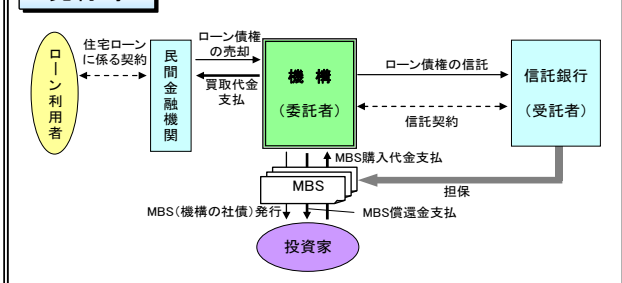 ローン利用者
住宅ローン
に係る契約
民間金融機関
ローン債権
の売却
買取代金
支払
機 構
（委託者）
ローン債権の信託
信託契約
信託銀行
（受託者）
MBS購入代金支払
MBS
担保
MBS（機構の社債）発行
MBS償還金支払
投資家